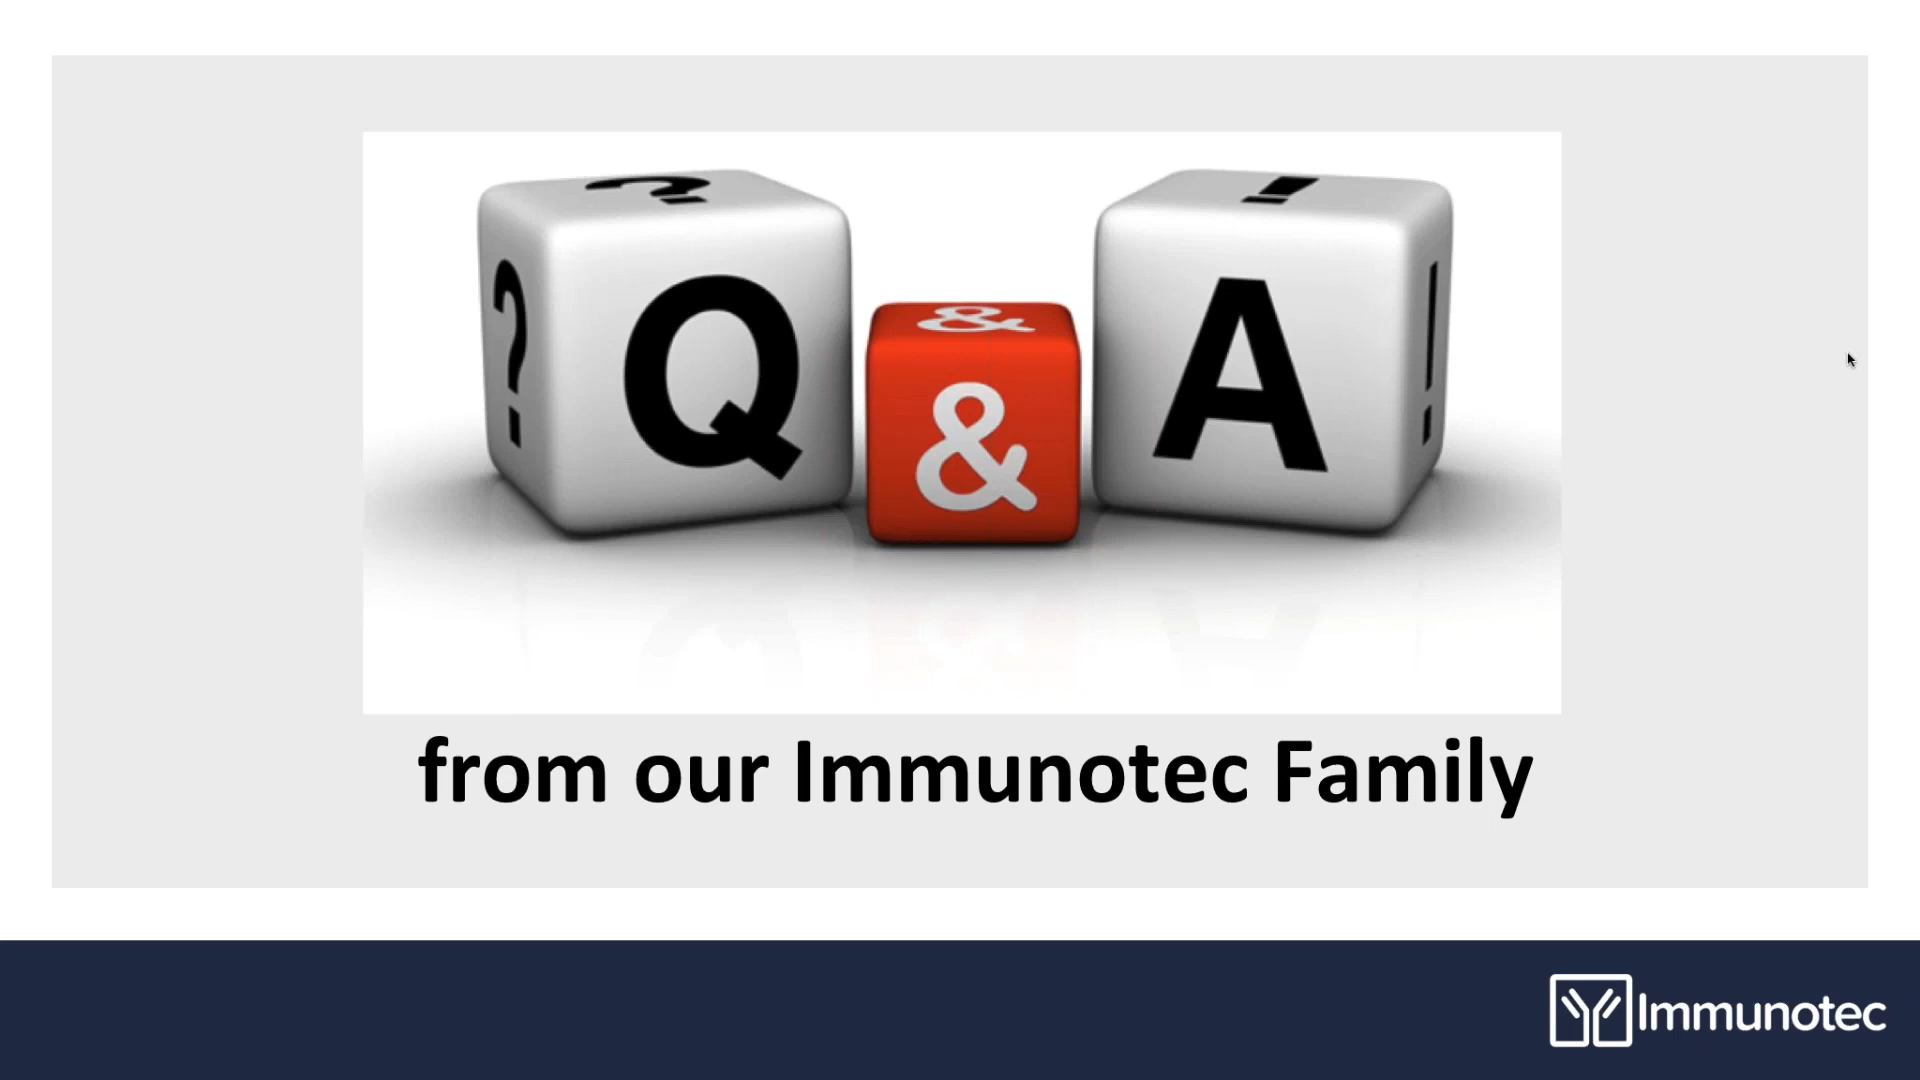 ? !
? Q & A !
&
from our Immunotec Family
Immunotec